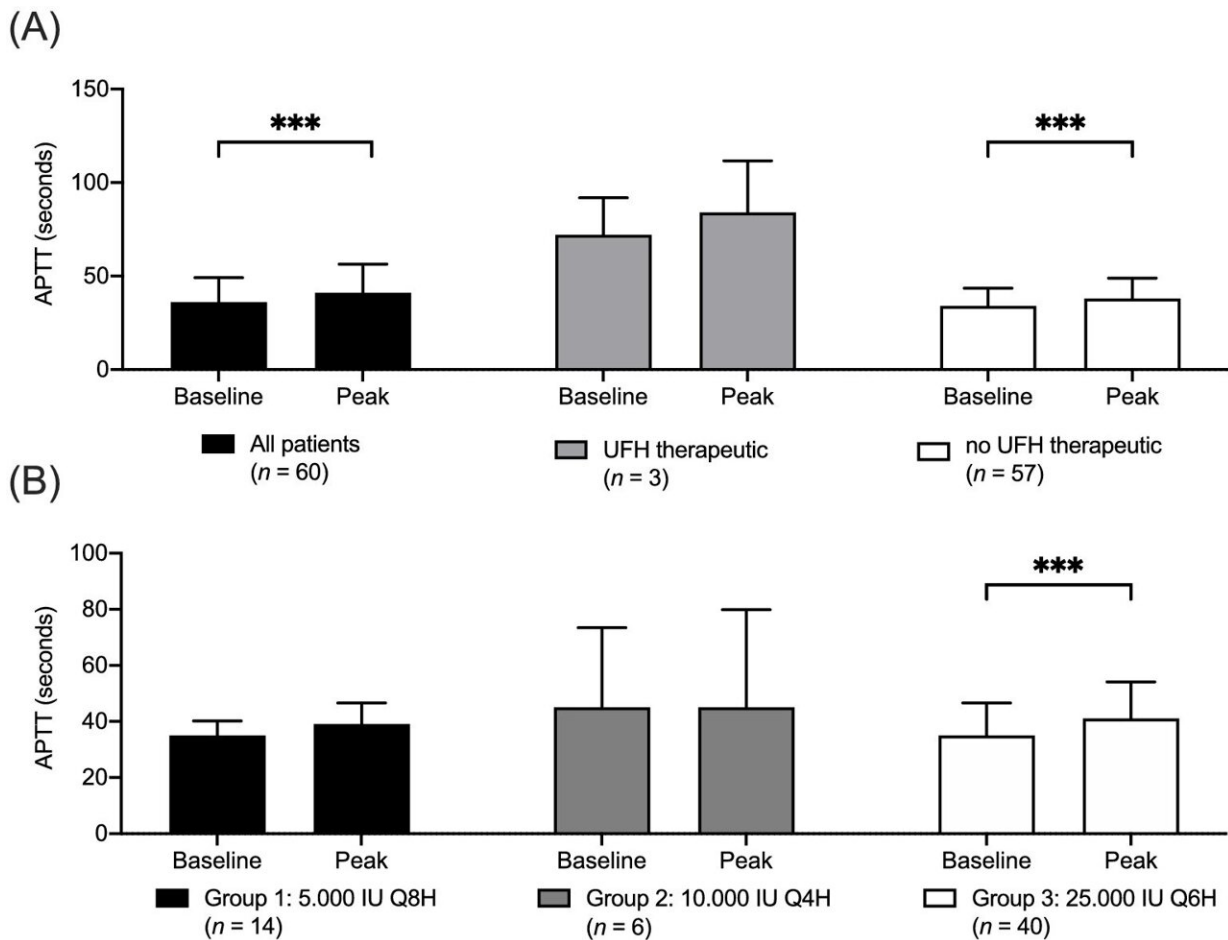 (A)
150
100
50
0
APTT (seconds)
***
***
Baseline Peak Baseline Peak Baseline Peak
All patients UFH therapeutic no UFH therapeutic
(n = 60) (n = 3) (n = 57)
(B)
100
80
60
40
20
0
APTT (seconds)
***
Baseline Peak Baseline Peak Baseline Peak
Group 1: 5.000 IU Q8H Group 2: 10.000 IU Q4H Group 3: 25.000 IU Q6H
(n = 14) (n = 6) (n = 40)